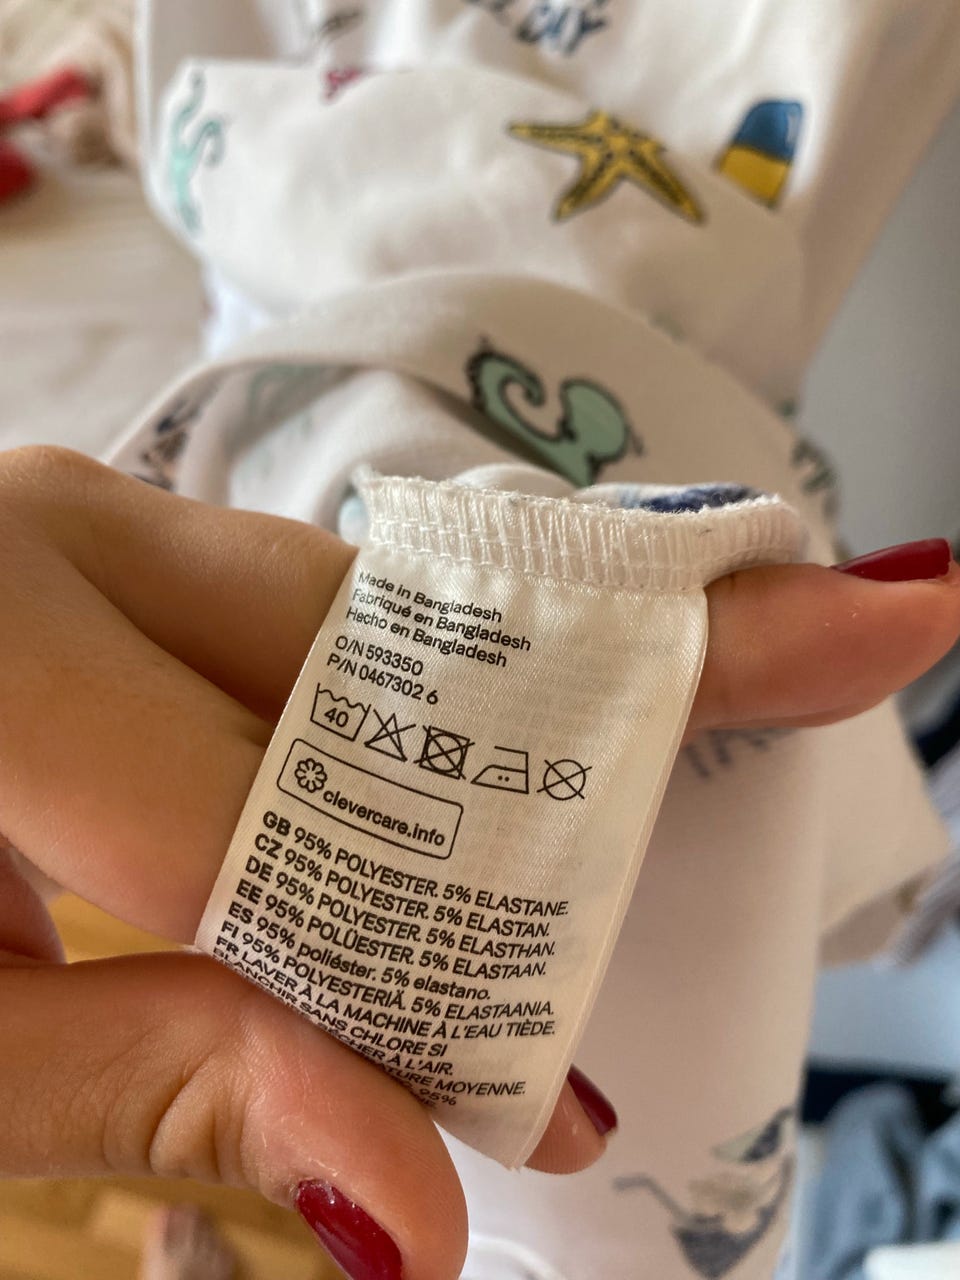 DAY
Made in Bangladesh
Fabriqué en Bangladesh
Hecho en Bangladesh
O/N 593350
P/N 0467302 6
40
clevercare.info
GB 95% POLYESTER. 5% ELASTANE.
CZ 95% POLYESTER. 5% ELASTAN.
DE 95% POLYESTER. 5% ELASTHAN.
EE 95% POLÜESTER. 5% ELASTAAN.
ES 95% poliéster. 5% elastano.
FI 95% POLYESTERIÄ. 5% ELASTAANIA.
FR LAVER À LA MACHINE À L'EAU TIÈDE.
BLANCHIR SANS CHLORE SI
À L'AIR.
MOYENNE.
95%